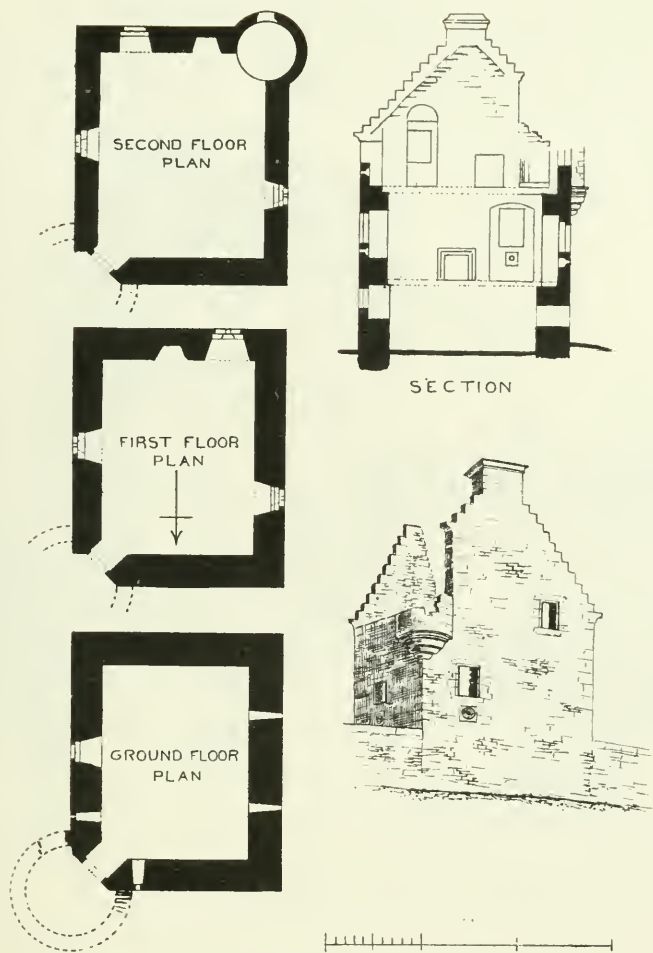 SECOND FLOOR
PLAN
SECTION
FIRST FLOOR
PLAN
GROUND FLOOR
PLAN